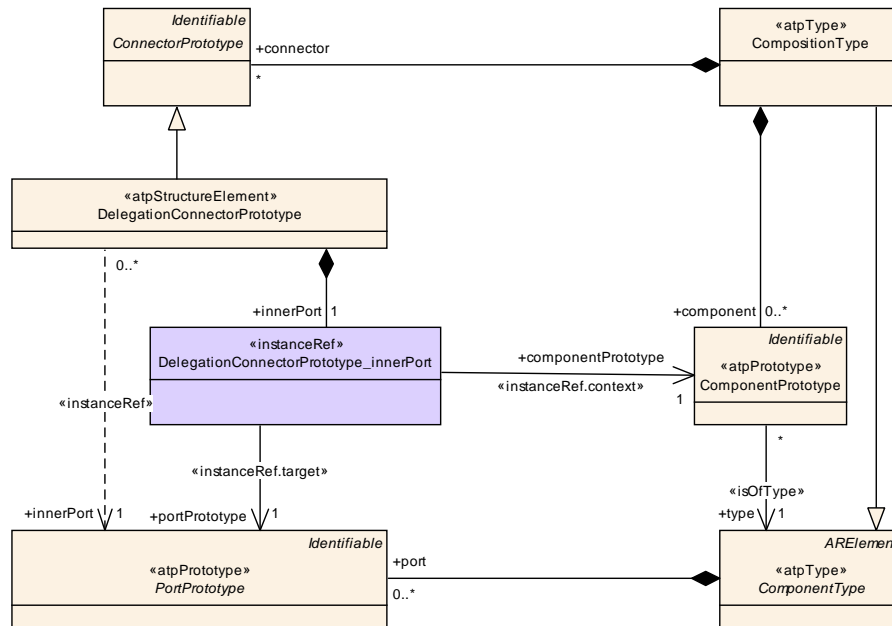 Identifiable
ConnectorPrototype
+connector
*
«atpType»
CompositionType
«atpStructureElement»
DelegationConnectorPrototype
0..*
+innerPort
1
+component
0..*
«instanceRef»
DelegationConnectorPrototype_innerPort
+componentPrototype
«instanceRef.context»
1
Identifiable
«atpPrototype»
ComponentPrototype
«instanceRef»
*
«instanceRef.target»
«isOfType»
+innerPort
1
+portPrototype
1
+type
1
Identifiable
«atpPrototype»
PortPrototype
+port
0..*
ARElement
«atpType»
ComponentType